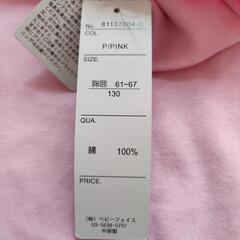 No. 81137004-C
COL.
P/PINK
SIZE.
胸囲 61~67
130
QUA.
綿 100%
PRICE.
(株) ベビーフェイス
03-5636-0751
中国製